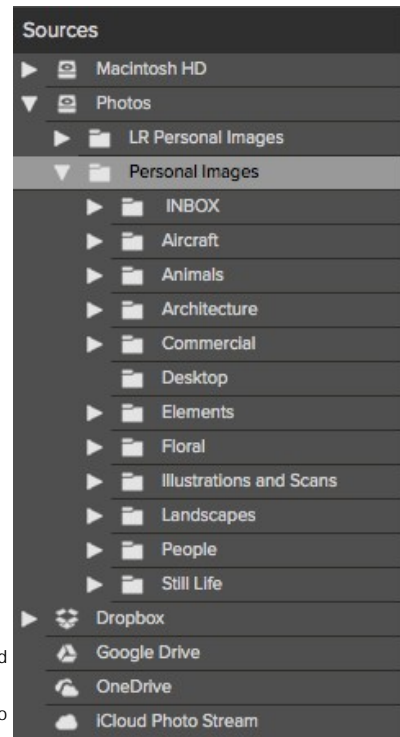 Sources
Macintosh HD
Photos
LR Personal Images
Personal Images
INBOX
Aircraft
Animals
Architecture
Commercial
Desktop
Elements
Floral
Illustrations and Scans
Landscapes
People
Still Life
Dropbox
Google Drive
OneDrive
iCloud Photo Stream